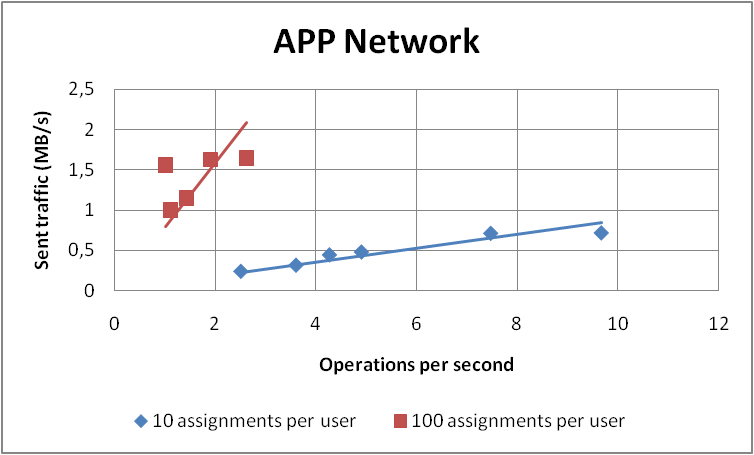 APP Network
Sent traffic (MB/s)
2,5
2
1,5
1
0,5
0
0 2 4 6 8 10 12
Operations per second
10 assignments per user 100 assignments per user